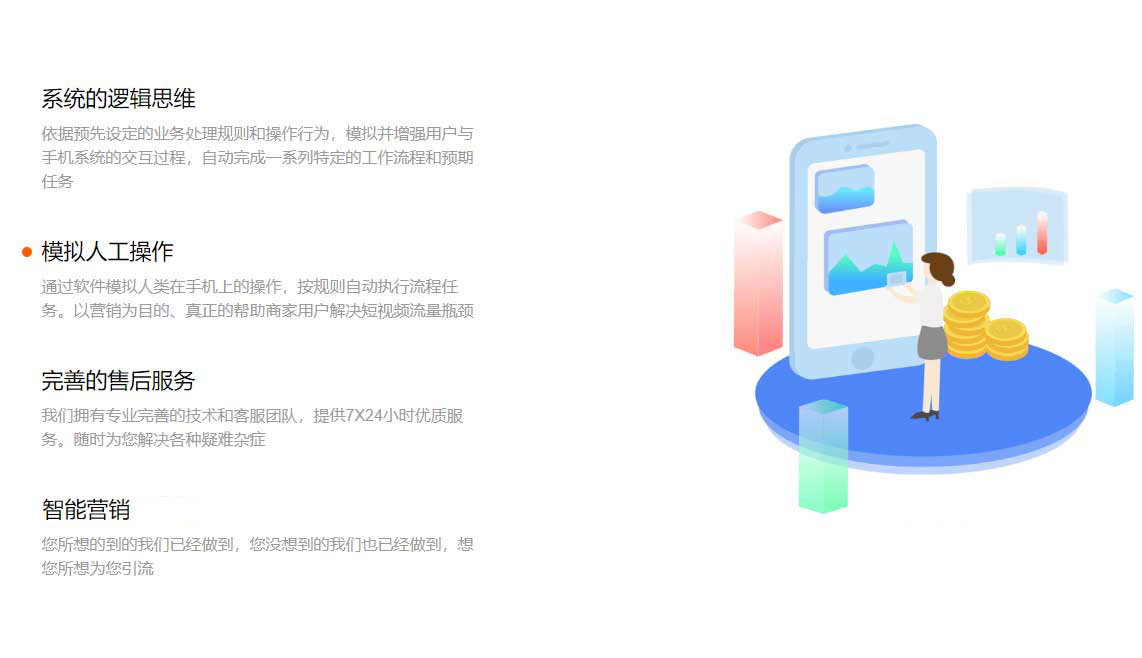 系统的逻辑思维
依据预先设定的业务处理规则和操作行为，模拟并增强用户与
手机系统的交互过程，自动完成一系列特定的工作流程和预期
任务
模拟人工操作
通过软件模拟人类在手机上的操作，按规则自动执行流程任
务。以营销为目的、真正的帮助商家用户解决短视频流量瓶颈
完善的售后服务
我们拥有专业完善的技术和客服团队，提供7X24小时优质服
务。随时为您解决各种疑难杂症
智能营销
您所想的到的我们已经做到，您没想到的我们也已经做到，想
您所想为您引流